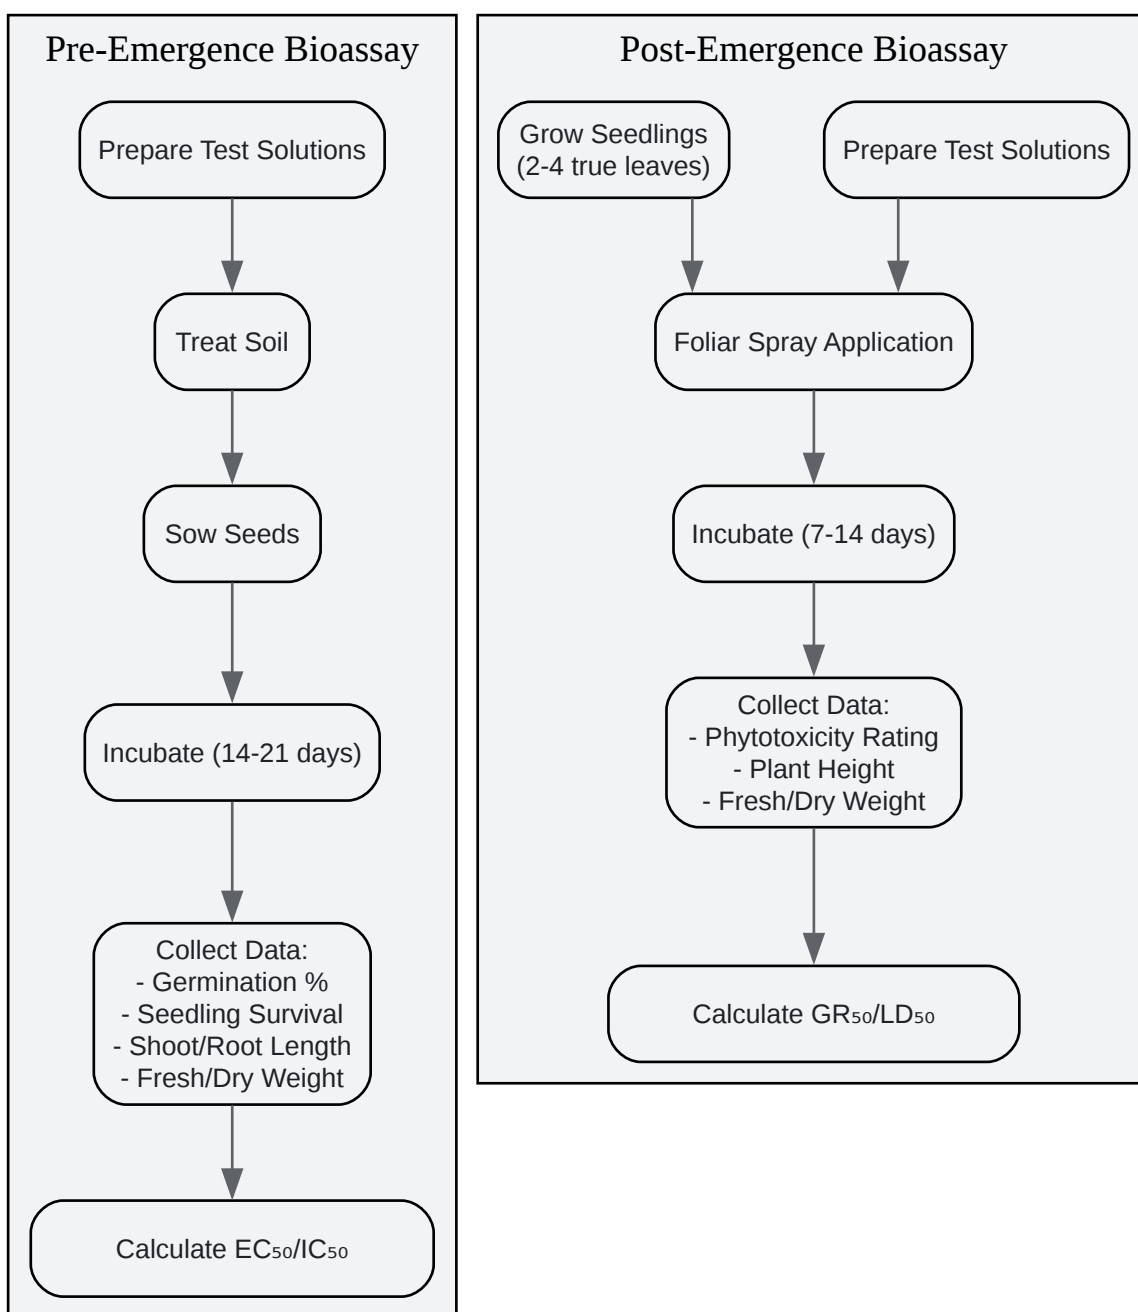 Pre-Emergence Bioassay
Prepare Test Solutions
Treat Soil
Sow Seeds
Incubate (14-21 days)
Collect Data:
- Germination %
- Seedling Survival
- Shoot/Root Length
- Fresh/Dry Weight
Calculate EC₅₀/IC₅₀
Post-Emergence Bioassay
Grow Seedlings
(2-4 true leaves)
Prepare Test Solutions
Foliar Spray Application
Incubate (7-14 days)
Collect Data:
- Phytotoxicity Rating
- Plant Height
- Fresh/Dry Weight
Calculate GR₅₀/LD₅₀